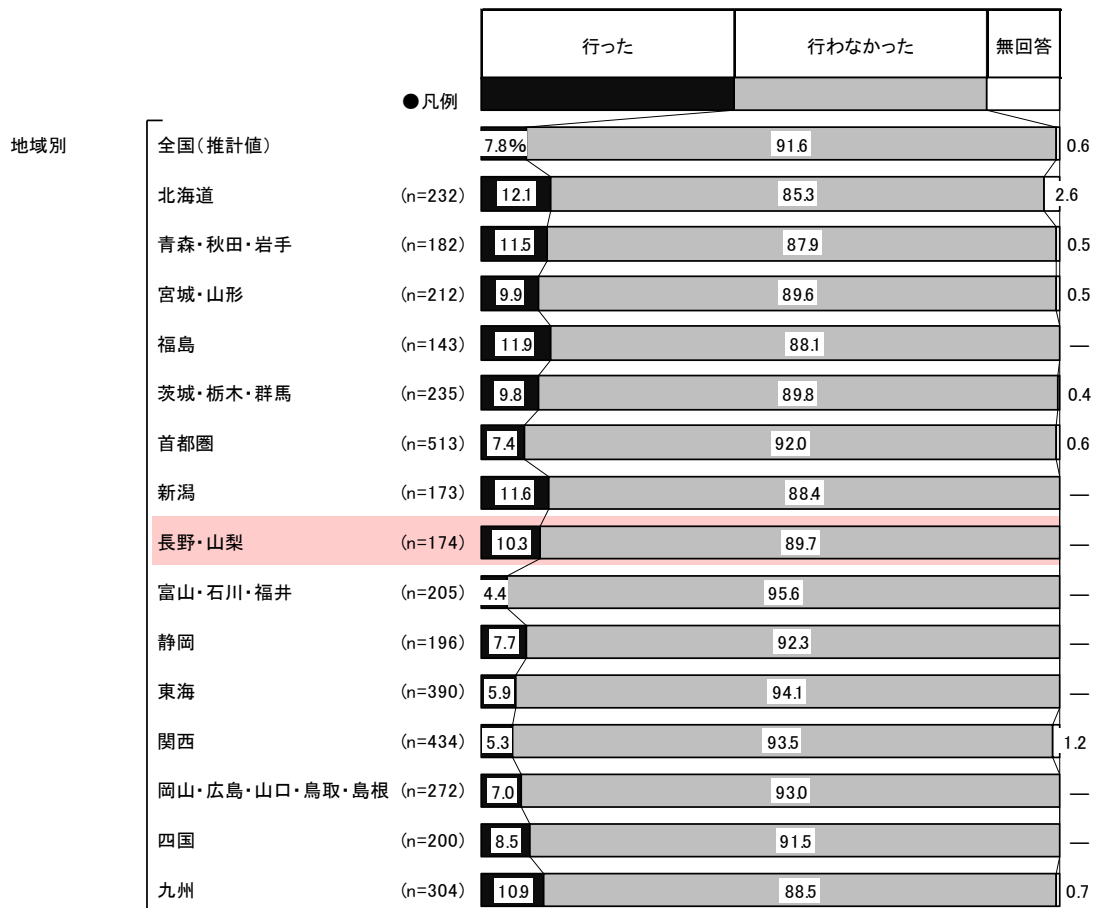 行った 行わなかった 無回答
●凡例
地域別 全国(推計値) 7.8% 91.6 0.6
北海道 (n=232) 12.1 85.3 2.6
青森・秋田・岩手 (n=182) 11.5 87.9 0.5
宮城・山形 (n=212) 9.9 89.6 0.5
福島 (n=143) 11.9 88.1 —
茨城・栃木・群馬 (n=235) 9.8 89.8 0.4
首都圏 (n=513) 7.4 92.0 0.6
新潟 (n=173) 11.6 88.4 —
長野・山梨 (n=174) 10.3 89.7 —
富山・石川・福井 (n=205) 4.4 95.6 —
静岡 (n=196) 7.7 92.3 —
東海 (n=390) 5.9 94.1 —
関西 (n=434) 5.3 93.5 1.2
岡山・広島・山口・鳥取・島根 (n=272) 7.0 93.0 —
四国 (n=200) 8.5 91.5 —
九州 (n=304) 10.9 88.5 0.7